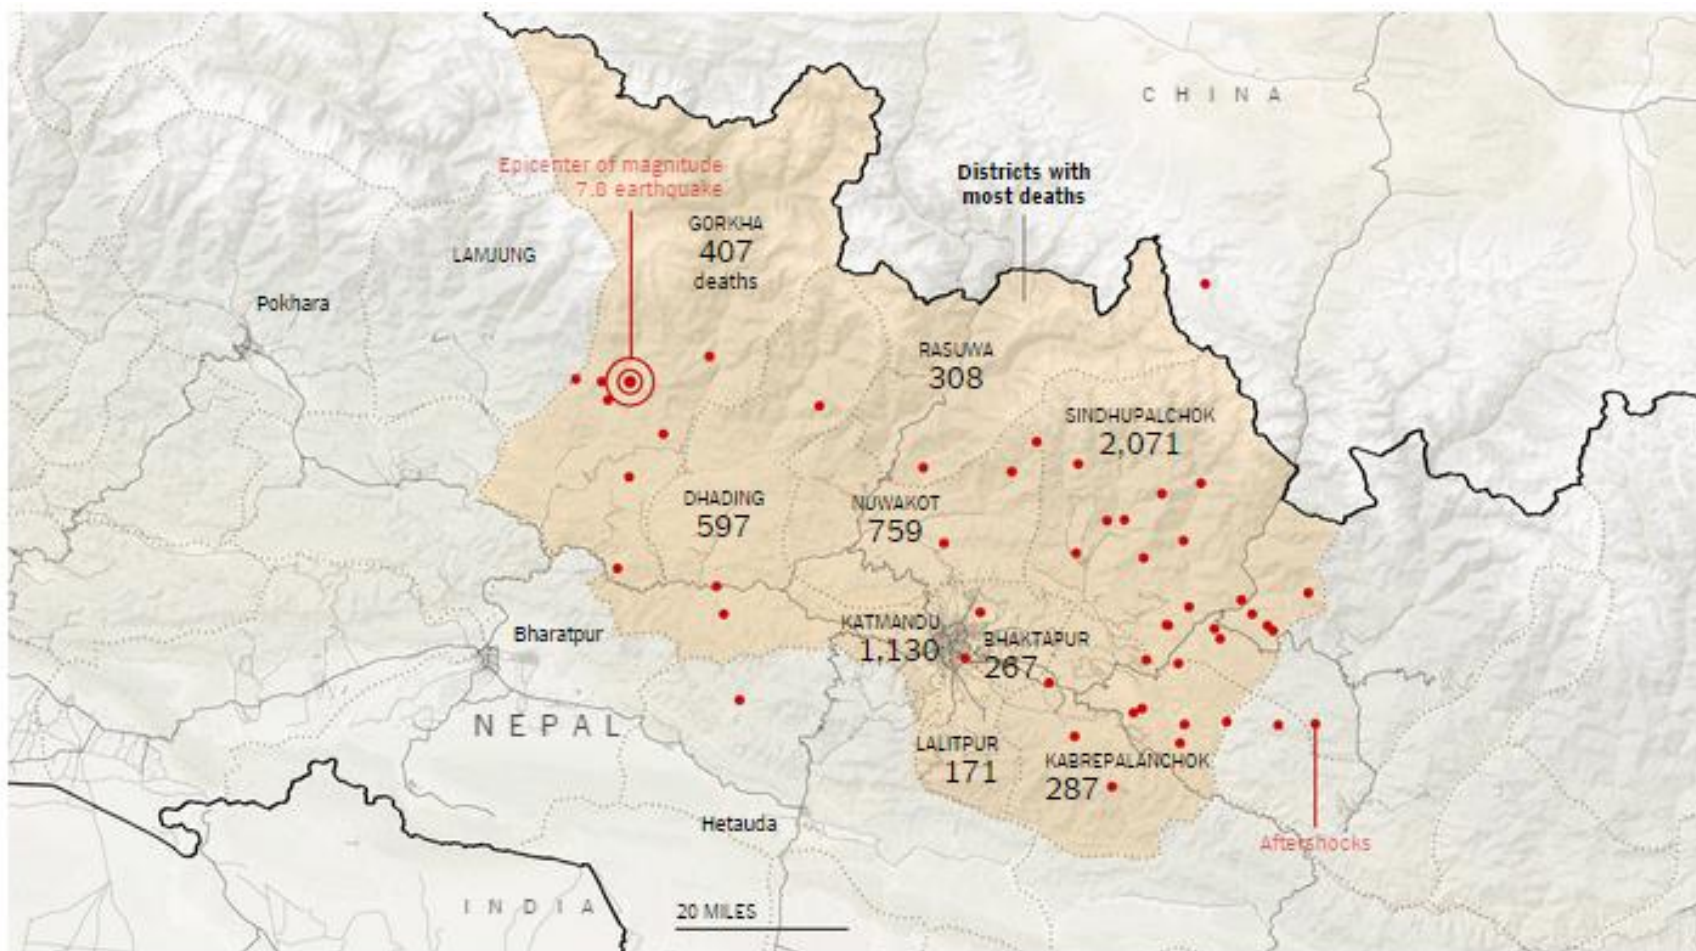 CHINA
Epicenter of magnitude
7.8 earthquake
Districts with
most deaths
GORKHA
407
deaths
LAMJUNG
Pokhara
RASUWA
308
SINDHUPALCHOK
2,071
DHADING
597
NUWAKOT
759
KATMANDU
1,130
BHAKTAPUR
267
Bharatpur
NEPAL
LALITPUR
171
KABREPALANCHOK
287
Hetauda
Aftershocks
INDIA
20 MILES